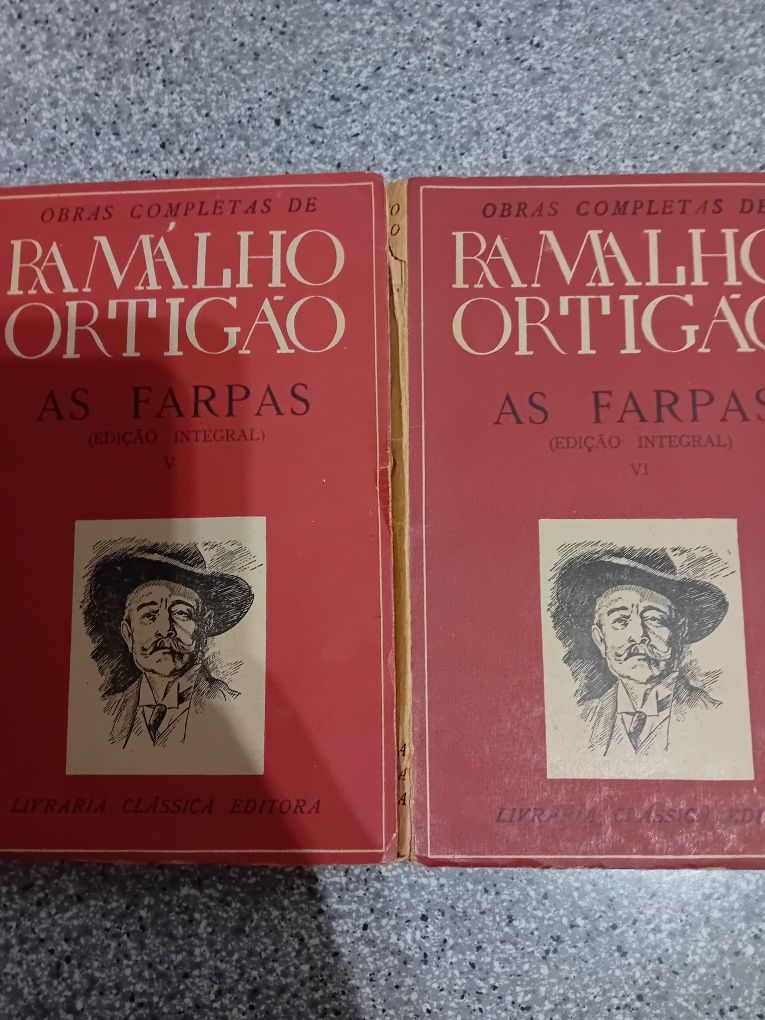 OBRAS COMPLETAS DE
RAMALHO
ORTIGÃO
AS FARPAS
(EDIÇÃO INTEGRAL)
V
LIVRARIA CLÁSSICA EDITORA
OBRAS COMPLETAS DE
RAMALHO
ORTIGÃO
AS FARPAS
(EDIÇÃO INTEGRAL)
VI
LIVRARIA CLÁSSICA EDI